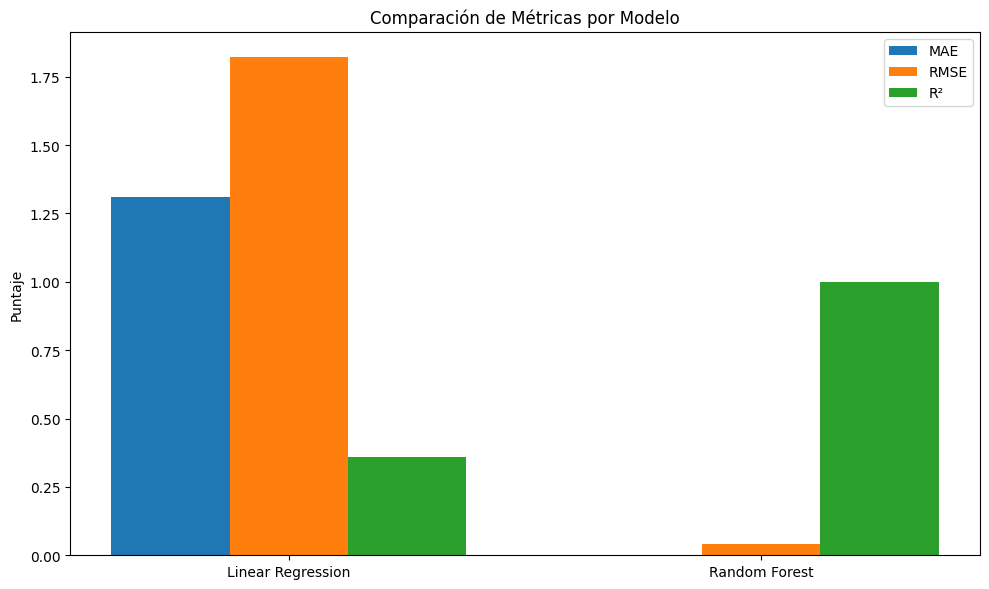 Comparación de Métricas por Modelo
MAE
RMSE
R²
Puntaje
1.75
1.50
1.25
1.00
0.75
0.50
0.25
0.00
Linear Regression
Random Forest